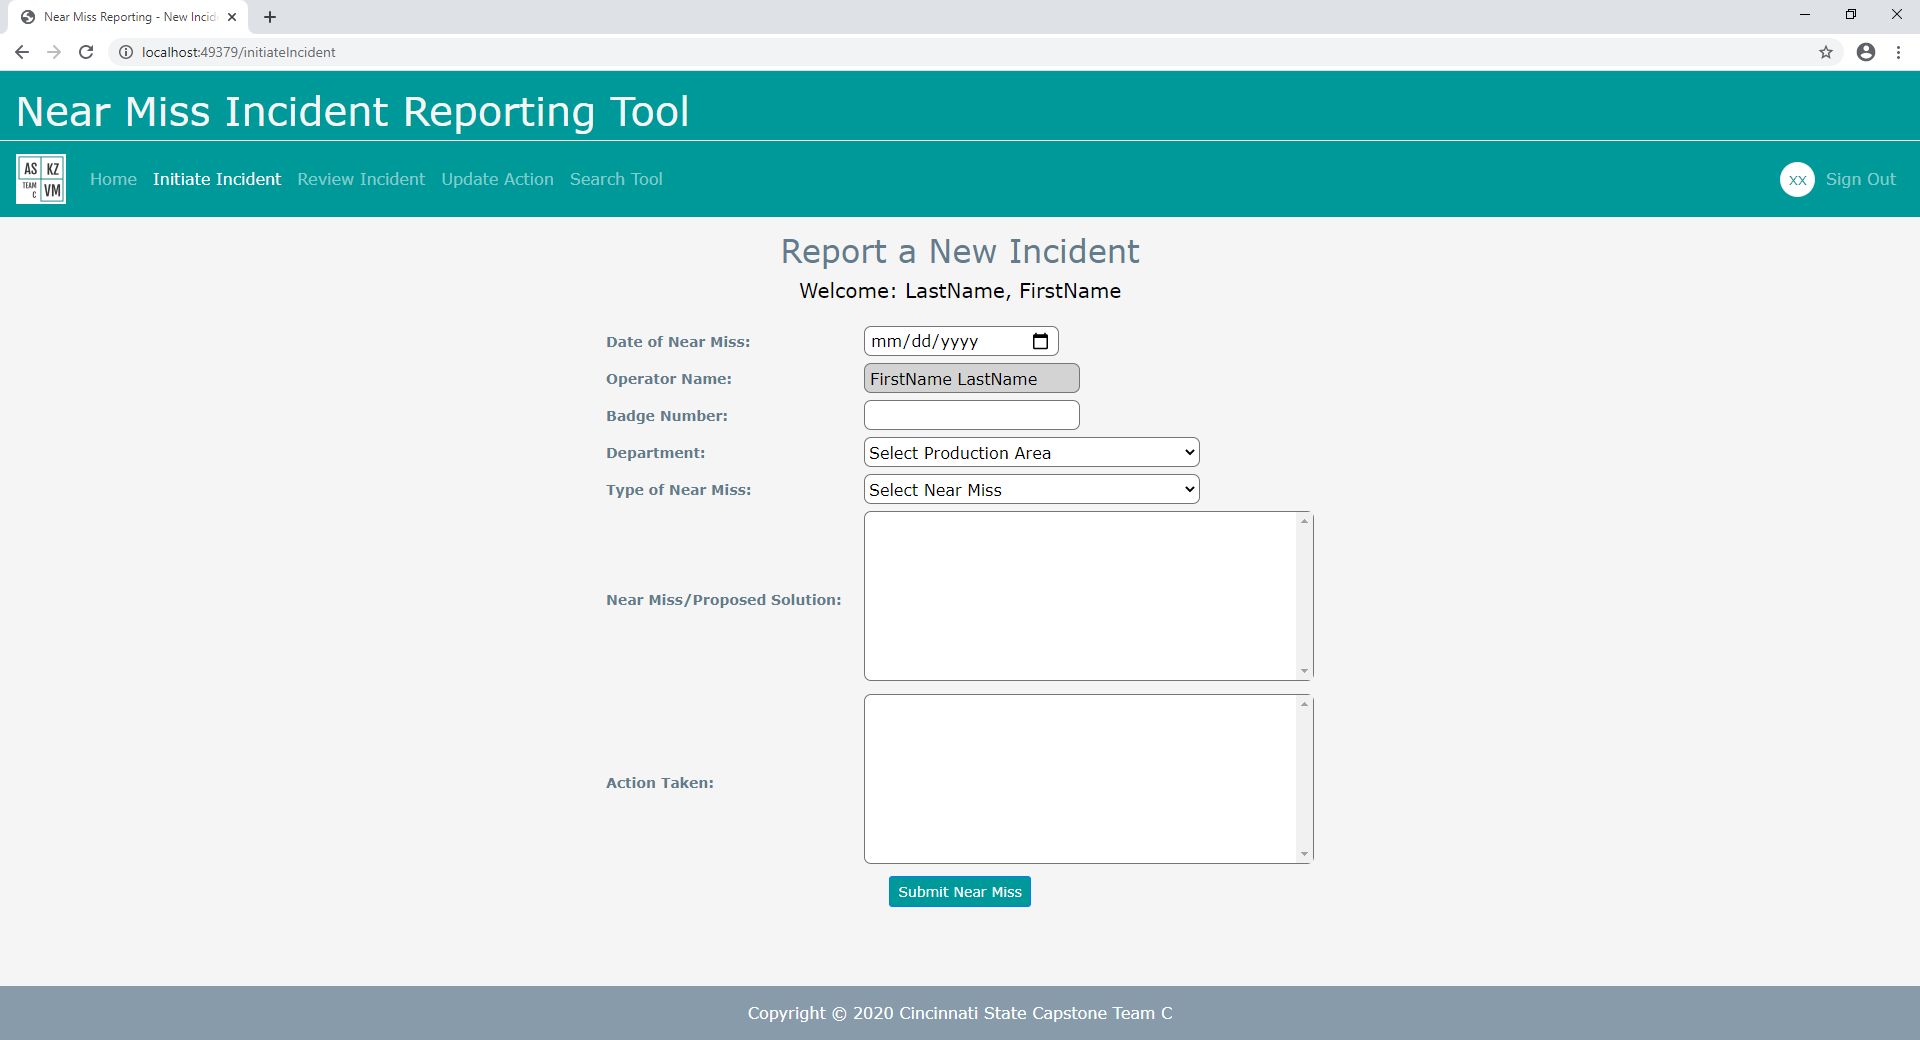 Near Miss Reporting - New Incid
localhost:49379/initiateIncident
Near Miss Incident Reporting Tool
AS KZ
TEAM C VM
Home Initiate Incident Review Incident Update Action Search Tool
XX Sign Out
Report a New Incident
Welcome: LastName, FirstName
Date of Near Miss: mm/dd/yyyy
Operator Name: FirstName LastName
Badge Number:
Department: Select Production Area
Type of Near Miss: Select Near Miss
Near Miss/Proposed Solution:
Action Taken:
Submit Near Miss
Copyright © 2020 Cincinnati State Capstone Team C